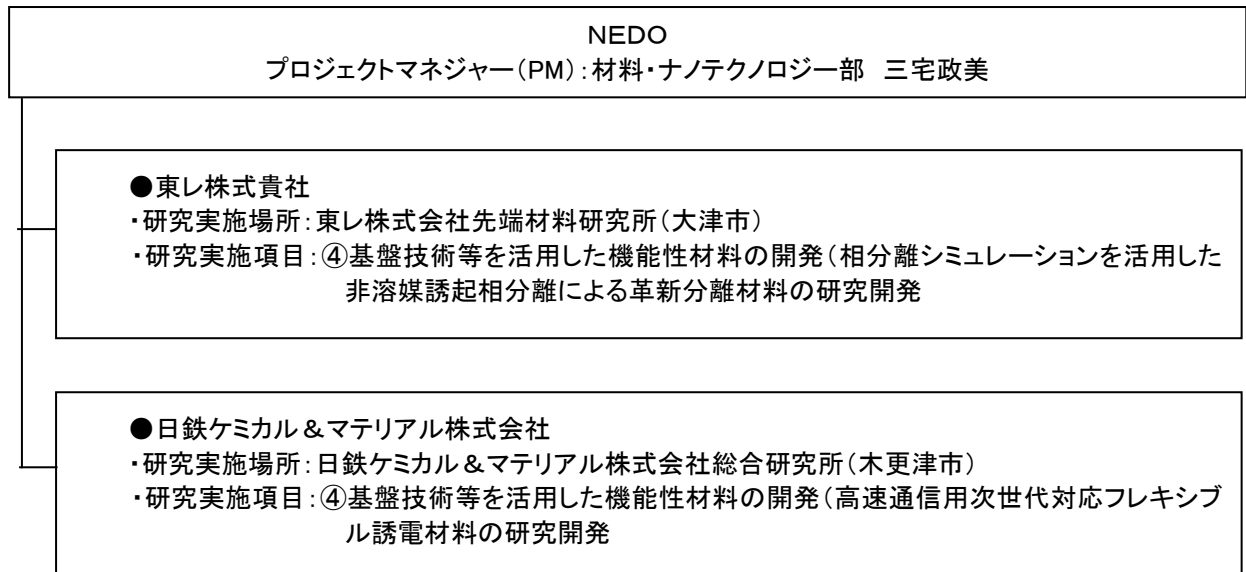 NEDO
プロジェクトマネジャー(PM):材料・ナノテクノロジー部　三宅政美
●東レ株式貴社
・研究実施場所:東レ株式会社先端材料研究所(大津市)
・研究実施項目:④基盤技術等を活用した機能性材料の開発(相分離シミュレーションを活用した
非溶媒誘起相分離による革新分離材料の研究開発
●日鉄ケミカル&マテリアル株式会社
・研究実施場所:日鉄ケミカル&マテリアル株式会社総合研究所(木更津市)
・研究実施項目:④基盤技術等を活用した機能性材料の開発(高速通信用次世代対応フレキシブ
ル誘電材料の研究開発